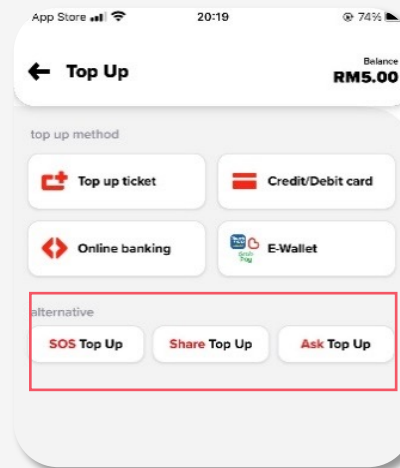 App Store 20:19 74%
Top Up
Balance
RM5.00
top up method
Top up ticket
Credit/Debit card
Online banking
E-Wallet
alternative
SOS Top Up
Share Top Up
Ask Top Up